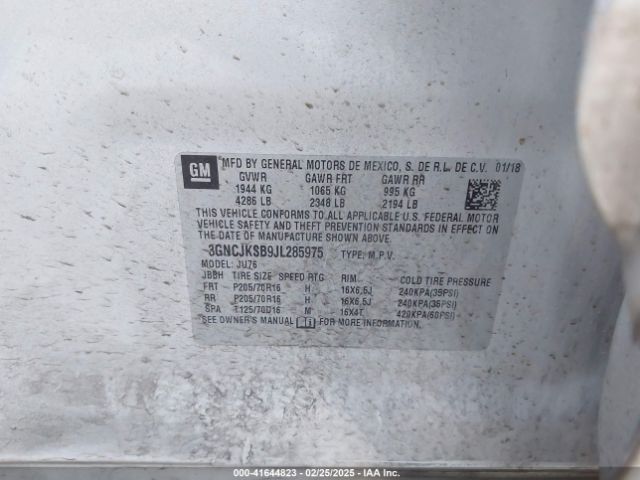 GM MFD BY GENERAL MOTORS DE MEXICO, S. DE R.L. DE C.V. 01/18
GVWR GAWR FRT GAWR RR
1944 KG 1065 KG 995 KG
4286 LB 2348 LB 2194 LB
THIS VEHICLE CONFORMS TO ALL APPLICABLE U.S. FEDERAL MOTOR
VEHICLE SAFETY AND THEFT PREVENTION STANDARDS IN EFFECT ON
THE DATE OF MANUFACTURE SHOWN ABOVE.
3GNCJKSB9JL285975 TYPE: M.P.V.
MODEL: JU76
JBBH TIRE SIZE SPEED RTG RIM COLD TIRE PRESSURE
FRT P205/70R16 H 16X6.5J 240KPA(35PSI)
RR P205/70R16 H 16X6.5J 240KPA(35PSI)
SPA T125/70D16 M 16X4T 420KPA(60PSI)
SEE OWNER'S MANUAL FOR MORE INFORMATION.
000-41644823 - 02/25/2025 - IAA Inc.